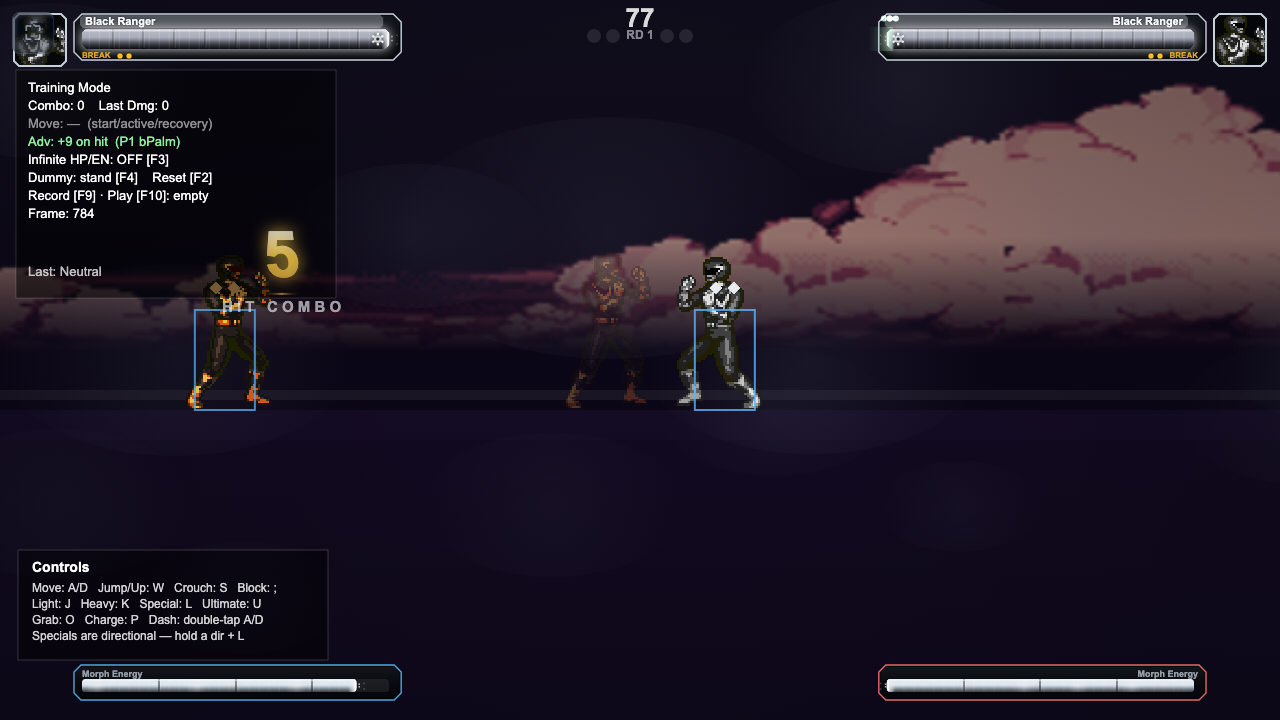 Black Ranger
BREAK
77
RD 1
Black Ranger
BREAK
Training Mode
Combo: 0 Last Dmg: 0
Move: — (start/active/recovery)
Adv: +9 on hit (P1 bPalm)
Infinite HP/EN: OFF [F3]
Dummy: stand [F4] Reset [F2]
Record [F9] · Play [F10]: empty
Frame: 784
Last: Neutral
5
HIT COMBO
Controls
Move: A/D Jump/Up: W Crouch: S Block: ;
Light: J Heavy: K Special: L Ultimate: U
Grab: O Charge: P Dash: double-tap A/D
Specials are directional — hold a dir + L
Morph Energy
Morph Energy